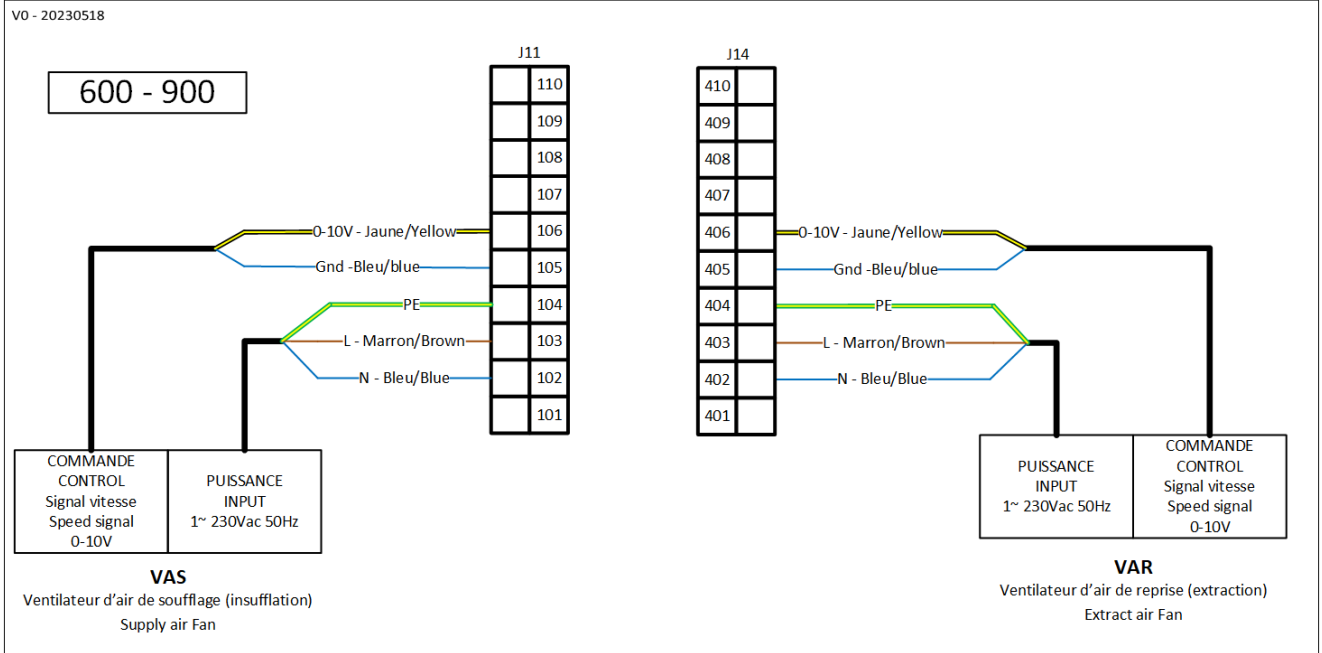 V0 - 20230518
600 - 900
J11
110
109
108
107
106
105
104
103
102
101
0-10V - Jaune/Yellow
Gnd -Bleu/blue
PE
L - Marron/Brown
N - Bleu/Blue
COMMANDE
CONTROL
Signal vitesse
Speed signal
0-10V
PUISSANCE
INPUT
1~ 230Vac 50Hz
VAS
Ventilateur d'air de soufflage (insufflation)
Supply air Fan
J14
410
409
408
407
406
405
404
403
402
401
0-10V - Jaune/Yellow
Gnd -Bleu/blue
PE
L - Marron/Brown
N - Bleu/Blue
PUISSANCE
INPUT
1~ 230Vac 50Hz
COMMANDE
CONTROL
Signal vitesse
Speed signal
0-10V
VAR
Ventilateur d'air de reprise (extraction)
Extract air Fan